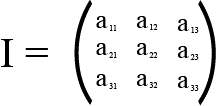 a₁₁ a₁₂ a₁₃
I = ( a₂₁ a₂₂ a₂₃ )
a₃₁ a₃₂ a₃₃